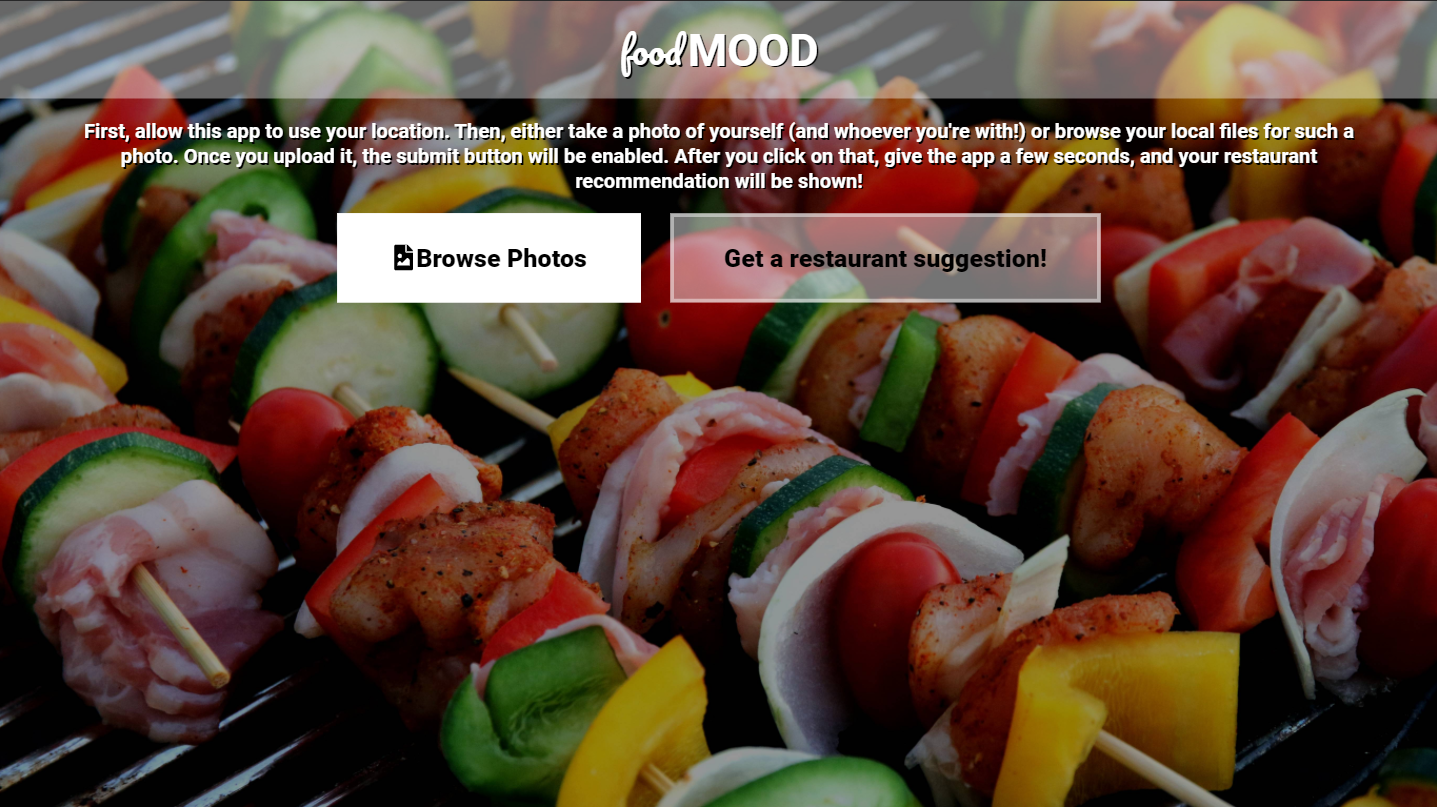 foodMOOD
First, allow this app to use your location. Then, either take a photo of yourself (and whoever you're with!) or browse your local files for such a
photo. Once you upload it, the submit button will be enabled. After you click on that, give the app a few seconds, and your restaurant
recommendation will be shown!
Browse Photos
Get a restaurant suggestion!